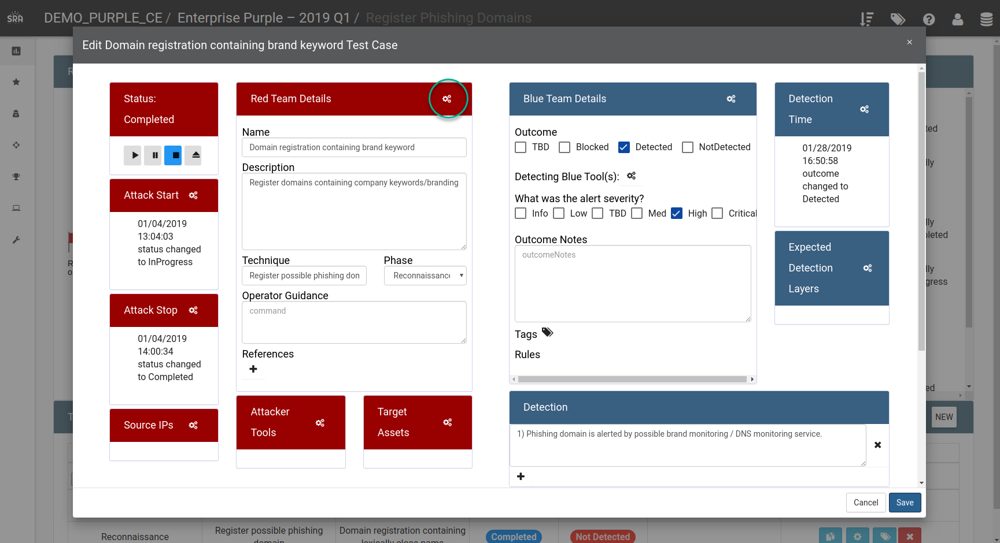 SRA
DEMO_PURPLE_CE / Enterprise Purple – 2019 Q1 / Register Phishing Domains
Edit Domain registration containing brand keyword Test Case
×
Status:
Completed
Attack Start
01/04/2019
13:04:03
status changed
to InProgress
Attack Stop
01/04/2019
14:00:34
status changed
to Completed
Source IPs
Red Team Details
Name
Domain registration containing brand keyword
Description
Register domains containing company keywords/branding
Technique Phase
Register possible phishing don Reconnaissance
Operator Guidance
command
References
Attacker
Tools
Target
Assets
Blue Team Details
Outcome
TBD Blocked Detected NotDetected
Detecting Blue Tool(s):
What was the alert severity?
Info Low TBD Med High Critical
Outcome Notes
outcomeNotes
Tags
Rules
Detection
Time
01/28/2019
16:50:58
outcome
changed to
Detected
Expected
Detection
Layers
Detection
1) Phishing domain is alerted by possible brand monitoring / DNS monitoring service.
Cancel Save
NEW
Reconnaissance
Register possible phishing
domain
Domain registration containing
lexically close name
Completed
Not Detected